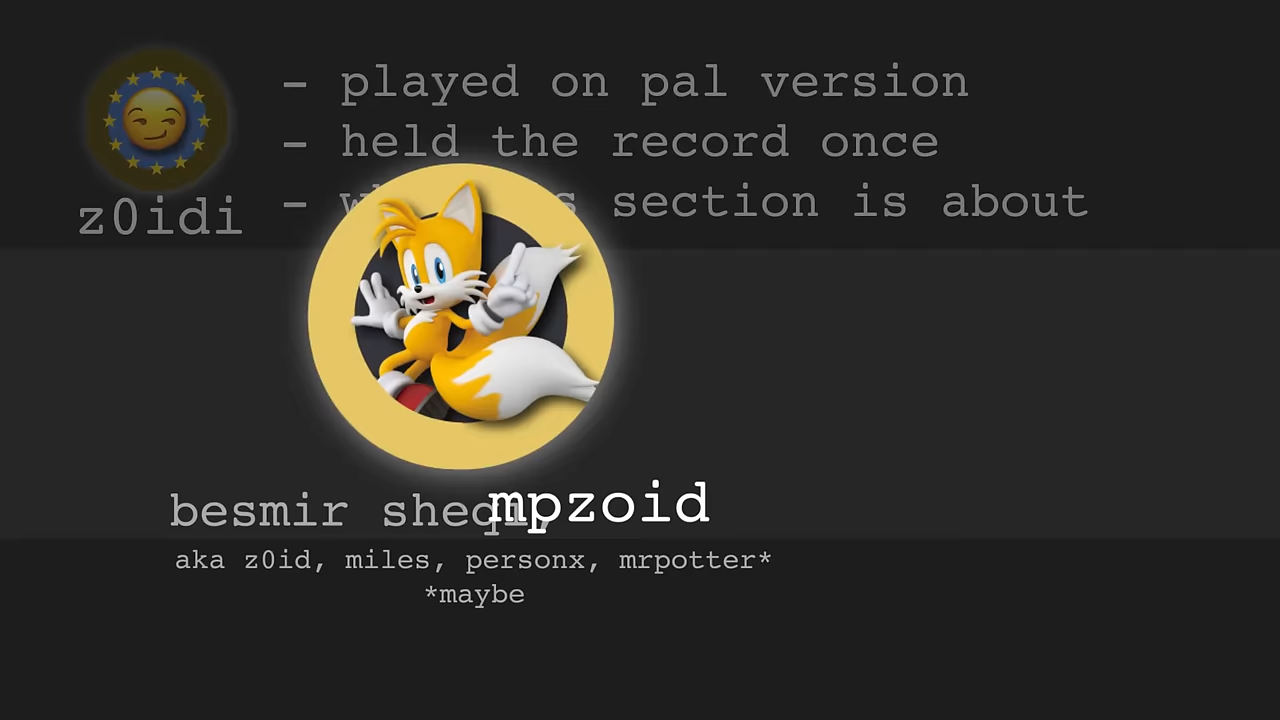 - played on pal version
- held the record once
- section is about
z0idi
besmir
mpzoid
aka z0id, miles, personx, mrpotter*
*maybe